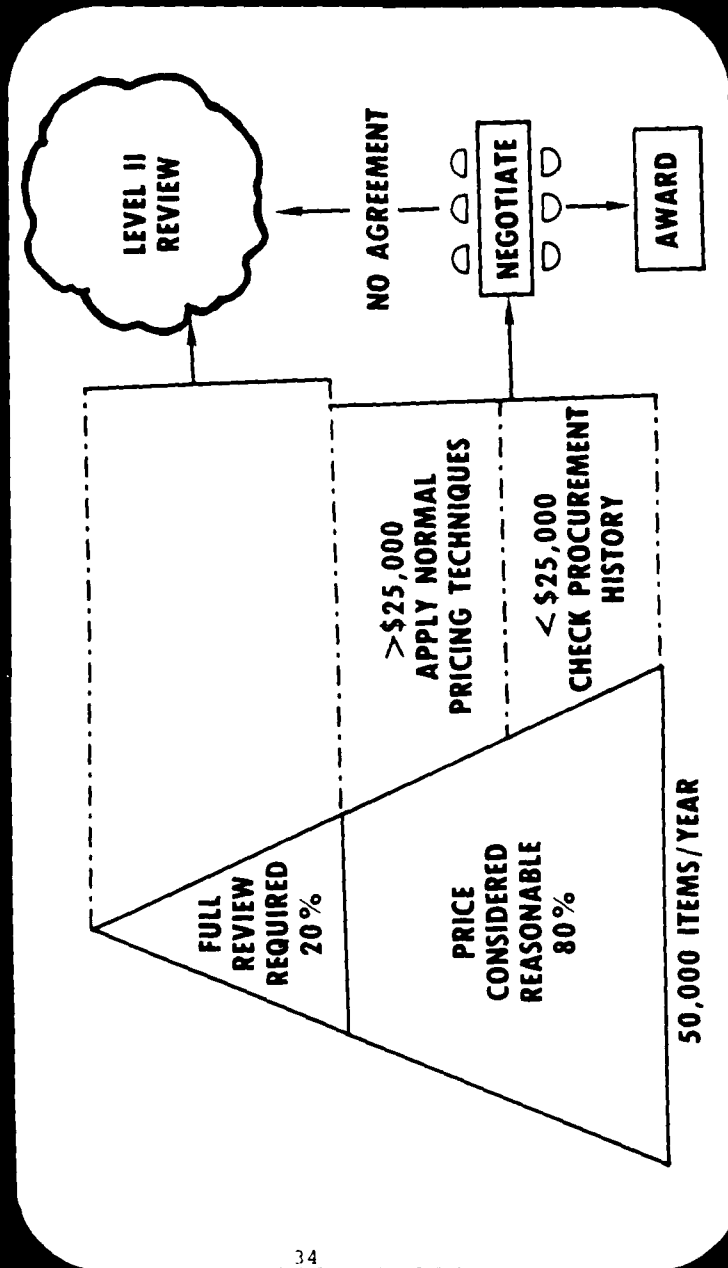 FULL
REVIEW
REQUIRED
20%
PRICE
CONSIDERED
REASONABLE
80%
50,000 ITEMS/YEAR
>$25,000
APPLY NORMAL
PRICING TECHNIQUES
<$25,000
CHECK PROCUREMENT
HISTORY
LEVEL II
REVIEW
NO AGREEMENT
NEGOTIATE
AWARD
34